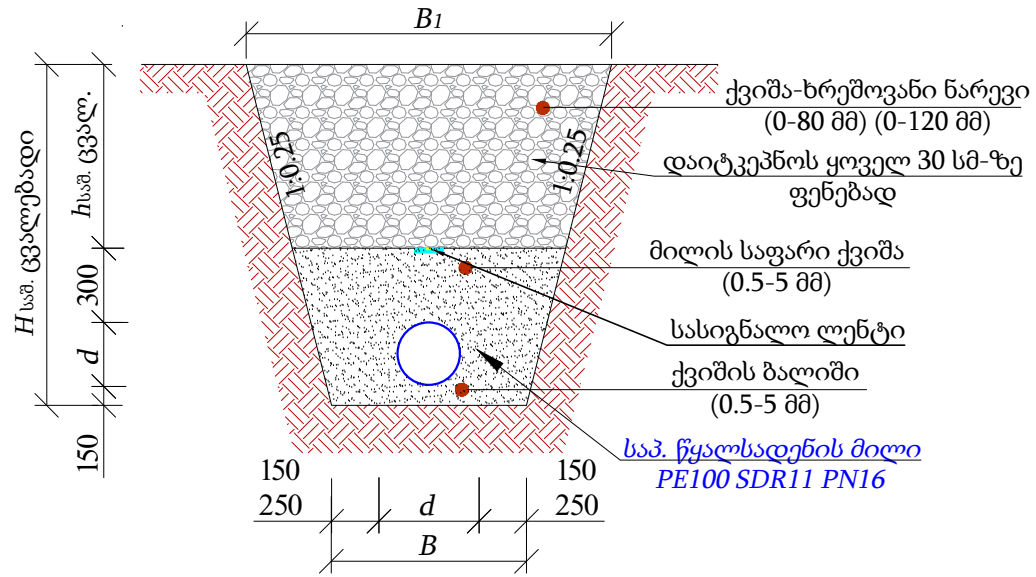 B1
ქვიშა-ხრეშოვანი ნარევი
(0-80 მმ) (0-120 მმ)
დაიტკეპნოს ყოველ 30 სმ-ზე
ფენებად
1:0.25
1:0.25
H საშ. ცვალებადი
hსაშ. ცვალ.
300
d
150
მილის საფარი ქვიშა
(0.5-5 მმ)
სასიგნალო ლენტი
ქვიშის ბალიში
(0.5-5 მმ)
საპ. წყალსადენის მილი
PE100 SDR11 PN16
150
150
250
d
250
B